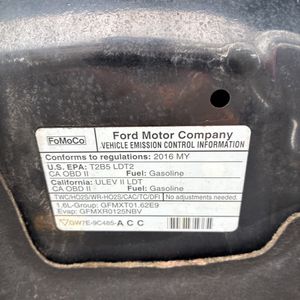 FoMoCo
Ford Motor Company
VEHICLE EMISSION CONTROL INFORMATION
Conforms to regulations: 2016 MY
U.S. EPA: T2B5 LDT2
CA OBD II Fuel: Gasoline
California: ULEV II LDT
CA OBD II Fuel: Gasoline
TWC/HO2S/WR-HO2S/CAC/TC/DFI No adjustments needed.
1.6L-Group: GFMXT01.62E9
Evap: GFMXR0125NBV
GW7E-9C485-A C C